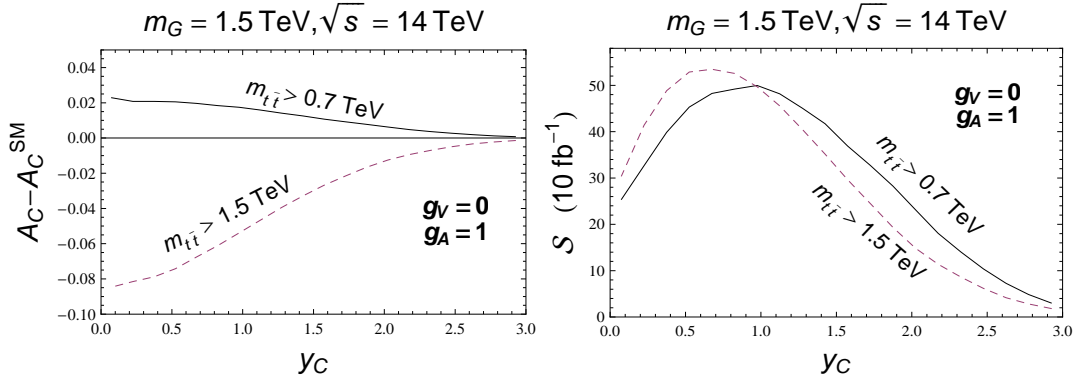 m_G = 1.5 TeV, √s = 14 TeV
A_C−A_C^SM
0.04
0.02
0.00
−0.02
−0.04
−0.06
−0.08
−0.10
m_{t t̄} > 0.7 TeV
m_{t t̄} > 1.5 TeV
g_V = 0
g_A = 1
0.0 0.5 1.0 1.5 2.0 2.5 3.0
y_C
m_G = 1.5 TeV, √s = 14 TeV
S (10 fb⁻¹)
50
40
30
20
10
0
g_V = 0
g_A = 1
m_{t t̄} > 0.7 TeV
m_{t t̄} > 1.5 TeV
0.0 0.5 1.0 1.5 2.0 2.5 3.0
y_C